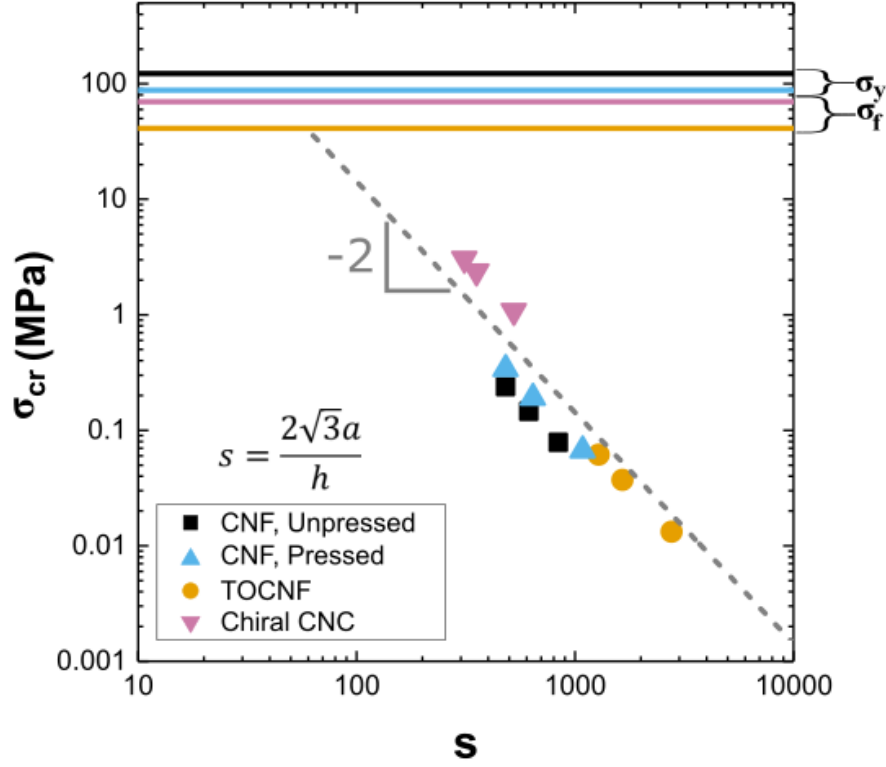 100
10
1
0.1
0.01
0.001
σcr (MPa)
σy
σf
-2
s = 2√3a / h
CNF, Unpressed
CNF, Pressed
TOCNF
Chiral CNC
10 100 1000 10000
s